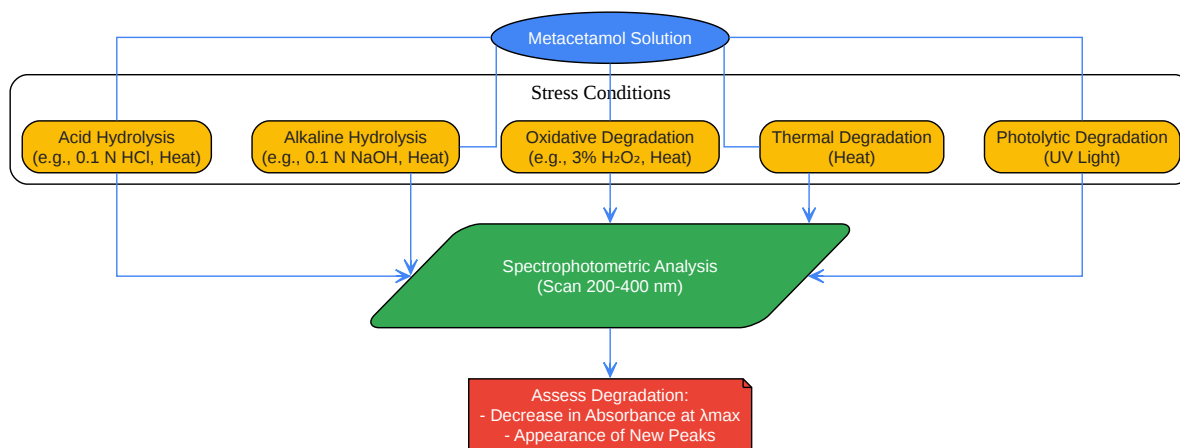 Metacetamol Solution
Stress Conditions
Acid Hydrolysis
(e.g., 0.1 N HCl, Heat)
Alkaline Hydrolysis
(e.g., 0.1 N NaOH, Heat)
Oxidative Degradation
(e.g., 3% H₂O₂, Heat)
Thermal Degradation
(Heat)
Photolytic Degradation
(UV Light)
Spectrophotometric Analysis
(Scan 200-400 nm)
Assess Degradation:
- Decrease in Absorbance at λmax
- Appearance of New Peaks